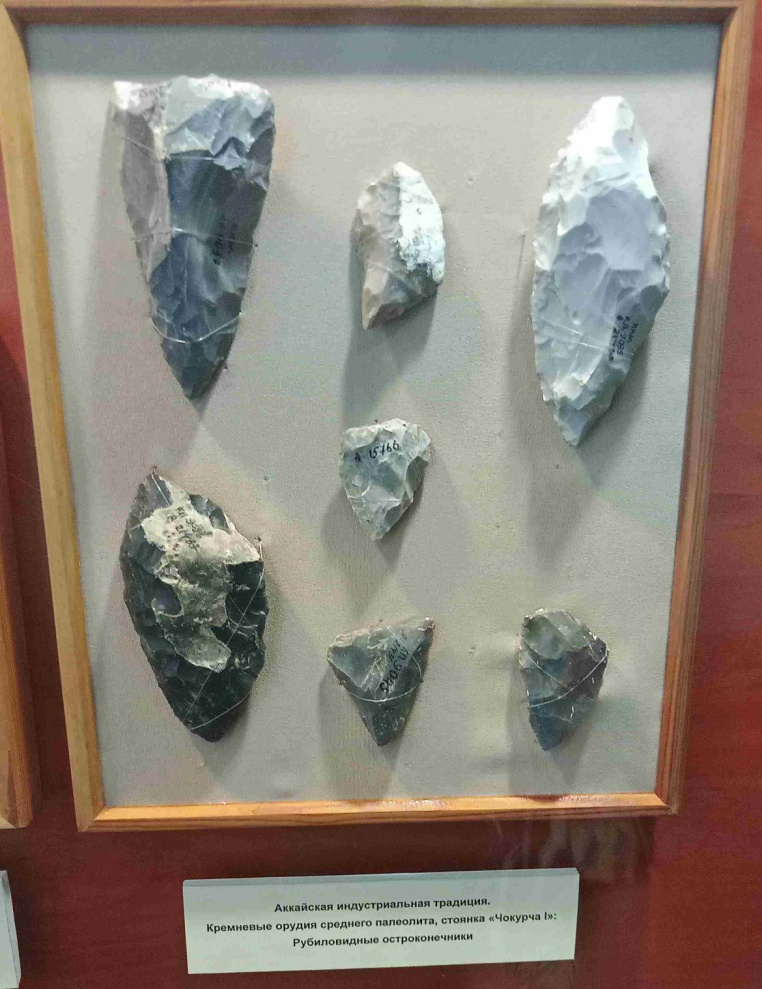 А-15766
Аккайская индустриальная традиция.
Кремневые орудия среднего палеолита, стоянка «Чокурча I»:
Рубиловидные остроконечники